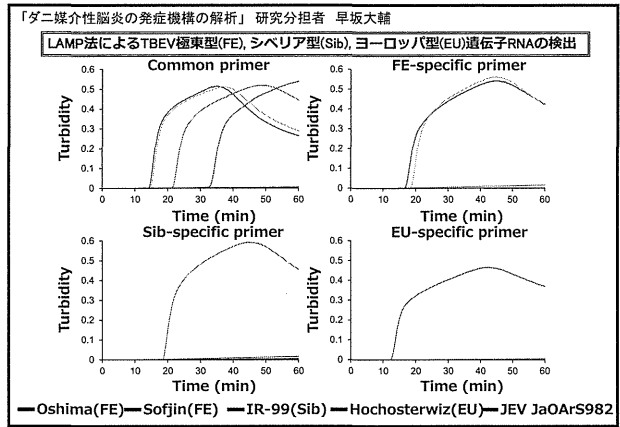 「ダニ媒介性脳炎の発症機構の解析」 研究分担者 早坂大輔
LAMP法によるTBEV極東型(FE), シベリア型(Sib), ヨーロッパ型(EU)遺伝子RNAの検出
Common primer
FE-specific primer
0.6
0.5
0.4
0.3
0.2
0.1
0
Turbidity
0 10 20 30 40 50 60
Time (min)
0.6
0.5
0.4
0.3
0.2
0.1
0
Turbidity
0 10 20 30 40 50 60
Time (min)
Sib-specific primer
EU-specific primer
0.6
0.5
0.4
0.3
0.2
0.1
0
Turbidity
0 10 20 30 40 50 60
Time (min)
0.6
0.5
0.4
0.3
0.2
0.1
0
Turbidity
0 10 20 30 40 50 60
Time (min)
Oshima(FE) Sofjin(FE) IR-99(Sib) Hochosterwiz(EU) JEV JaOArS982